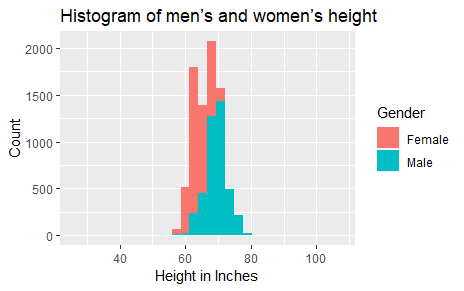 Histogram of men’s and women’s height
2000
1500
1000
500
0
Count
40
60
80
100
Height in Inches
Gender
Female
Male